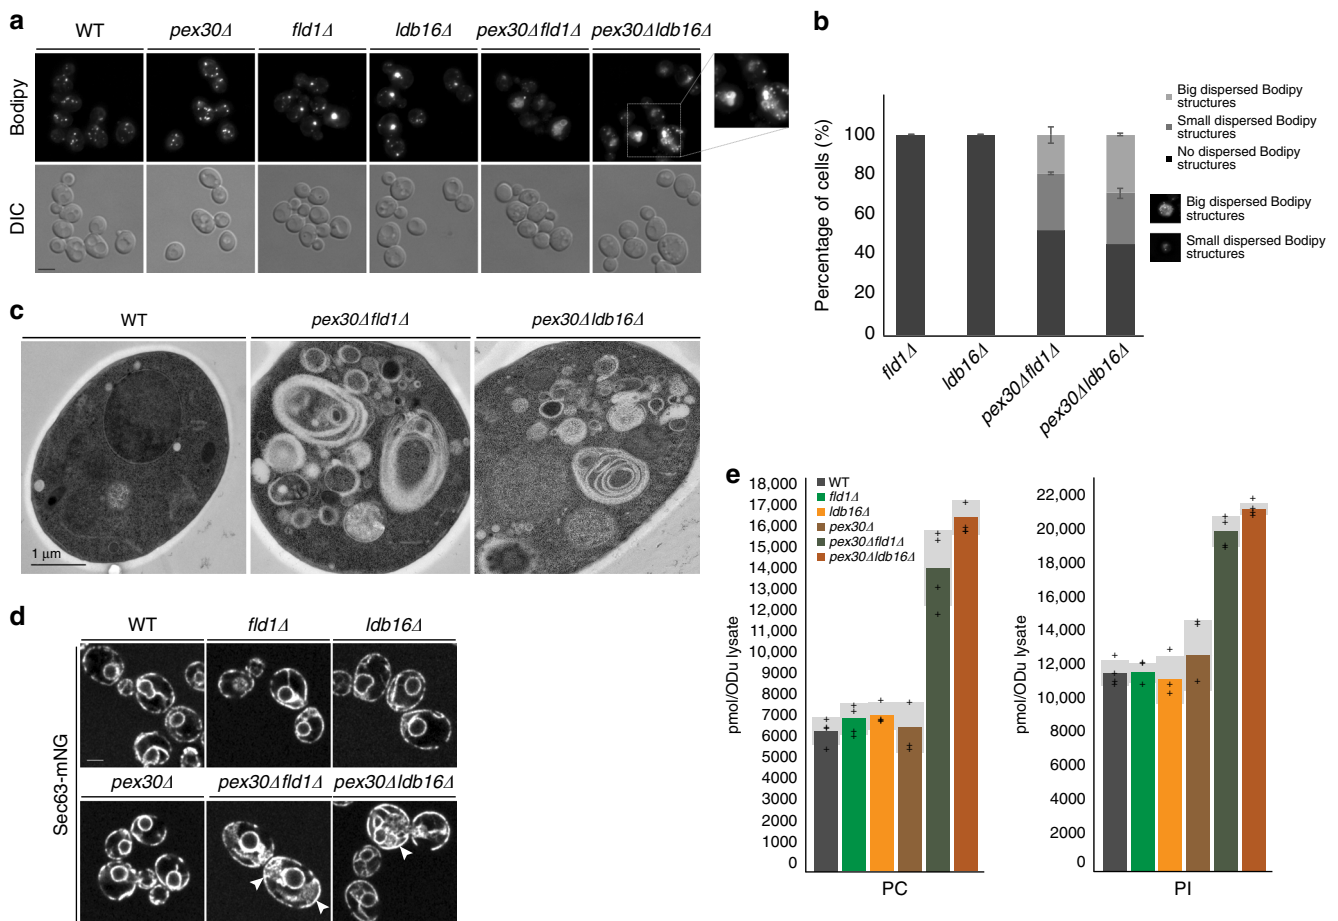 a
WT
pex30Δ
fld1Δ
ldb16Δ
pex30Δfld1Δ
pex30Δldb16Δ
Bodipy
DIC
b
Percentage of cells (%)
100
80
60
40
20
0
fld1Δ
ldb16Δ
pex30Δfld1Δ
pex30Δldb16Δ
Big dispersed Bodipy
structures
Small dispersed Bodipy
structures
No dispersed Bodipy
structures
Big dispersed Bodipy
structures
Small dispersed Bodipy
structures
c
WT
pex30Δfld1Δ
pex30Δldb16Δ
1 µm
d
WT
fld1Δ
ldb16Δ
pex30Δ
pex30Δfld1Δ
pex30Δldb16Δ
Sec63-mNG
e
pmol/ODu lysate
18,000
17,000
16,000
15,000
14,000
13,000
12,000
11,000
10,000
9000
8000
7000
6000
5000
4000
3000
2000
1000
0
WT
fld1Δ
ldb16Δ
pex30Δ
pex30Δfld1Δ
pex30Δldb16Δ
PC
pmol/ODu lysate
22,000
20,000
18,000
16,000
14,000
12,000
10,000
8000
6000
4000
2000
0
PI